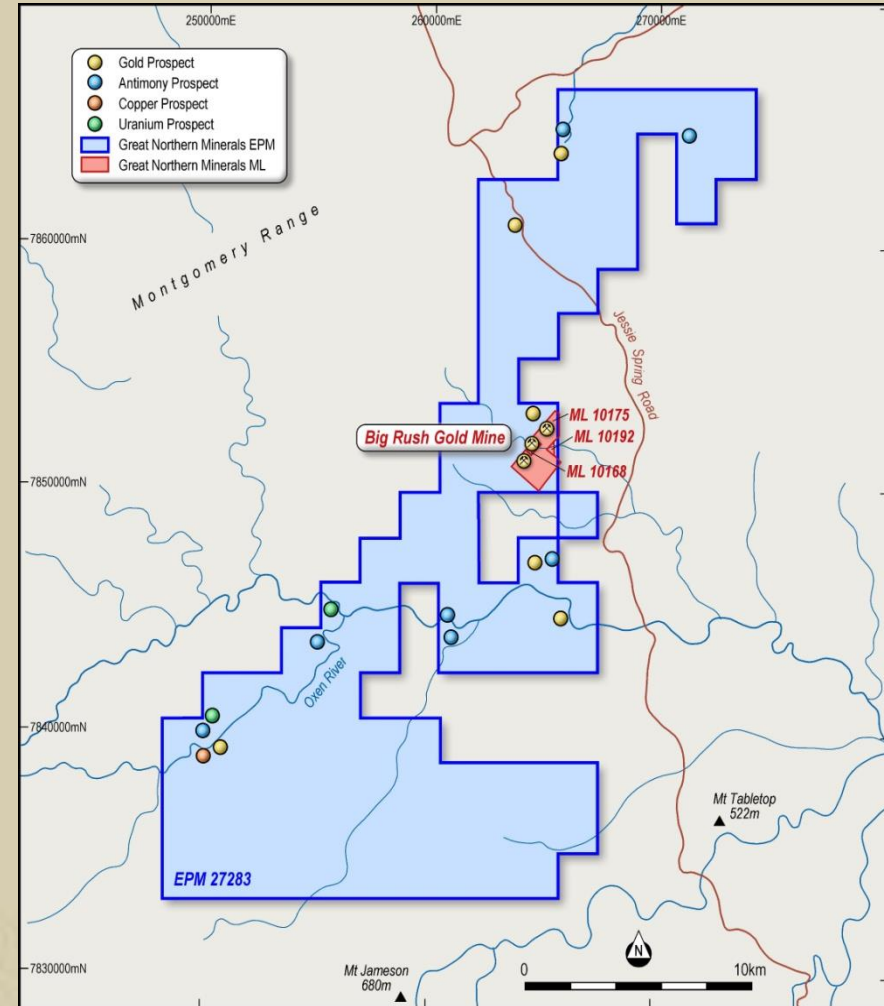 250000mE
260000mE
270000mE
Gold Prospect
Antimony Prospect
Copper Prospect
Uranium Prospect
Great Northern Minerals EPM
Great Northern Minerals ML
7860000mN
Montgomery Range
Jessie Spring Road
ML 10175
Big Rush Gold Mine
ML 10192
ML 10168
7850000mN
Oxen River
7840000mN
Mt Tabletop
522m
EPM 27283
7830000mN
Mt Jameson
680m
N
0
10km